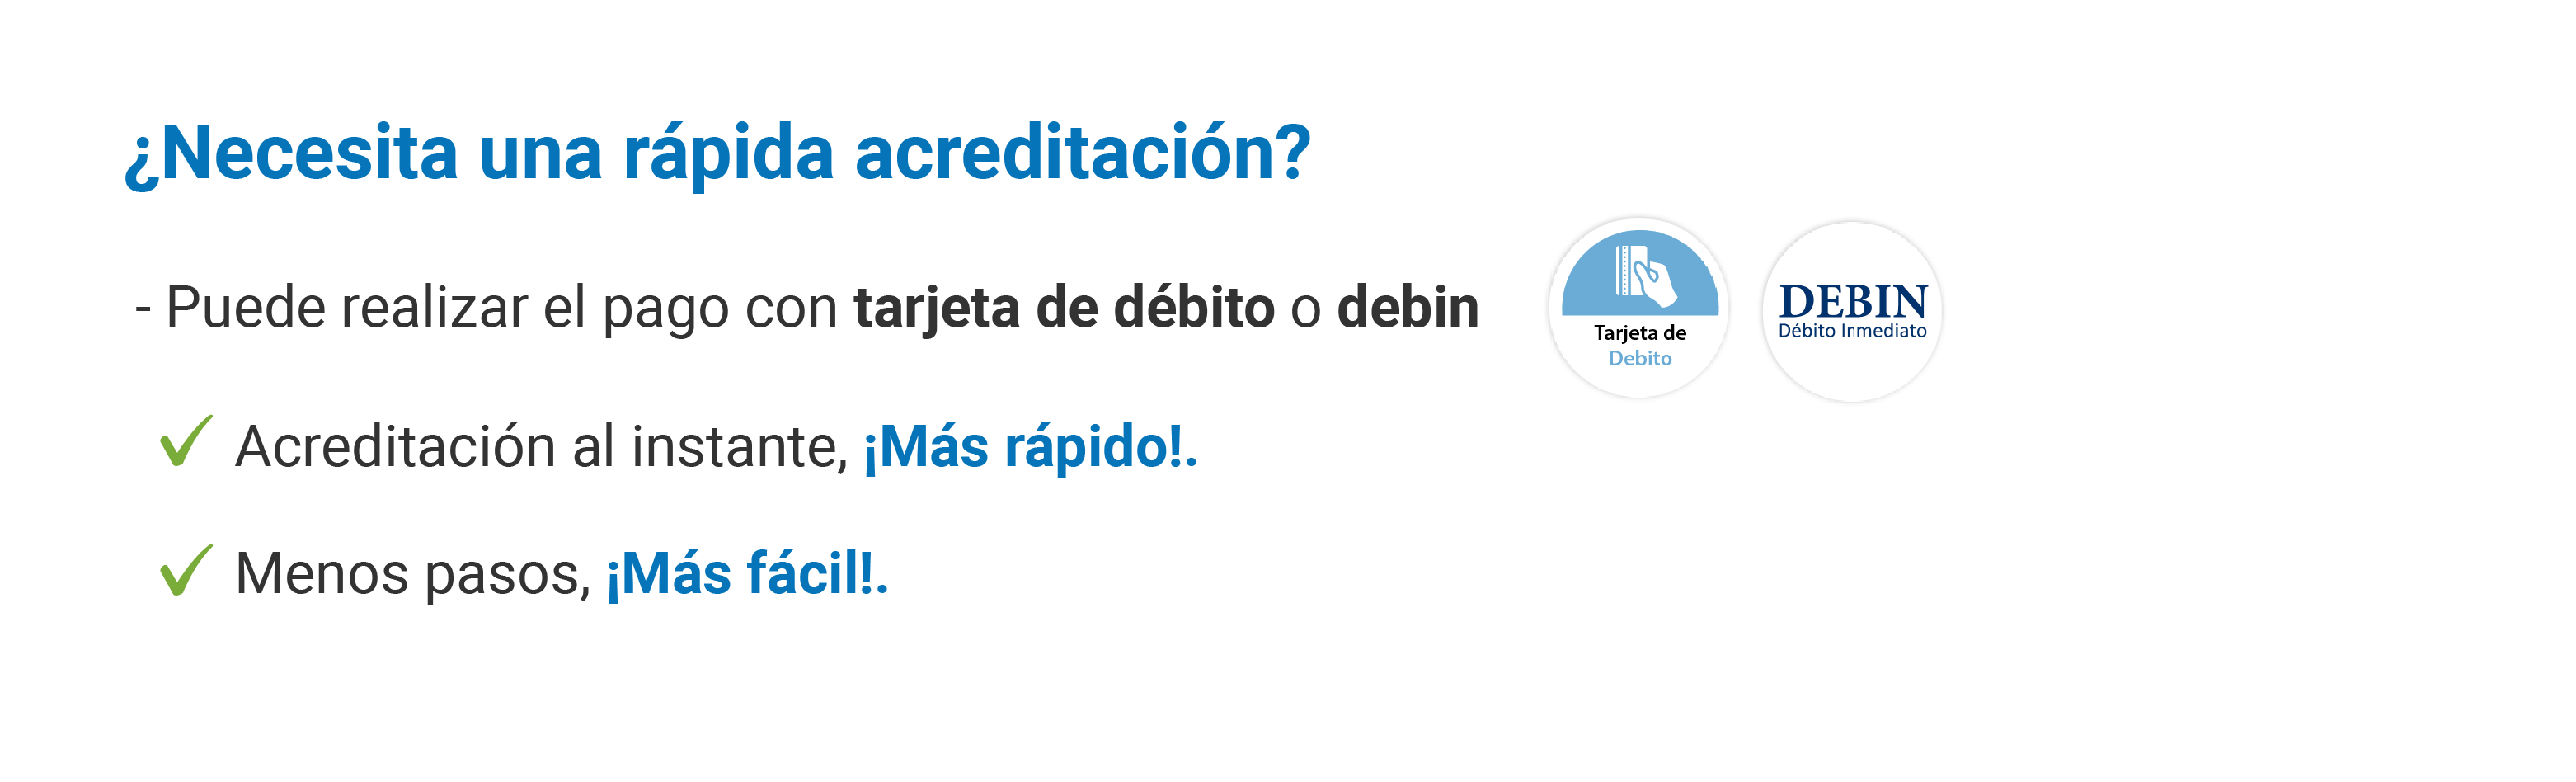 ¿Necesita una rápida acreditación?
- Puede realizar el pago con tarjeta de débito o debin
Tarjeta de
Debito
DEBIN
Débito Inmediato
Acreditación al instante, ¡Más rápido!.
Menos pasos, ¡Más fácil!.